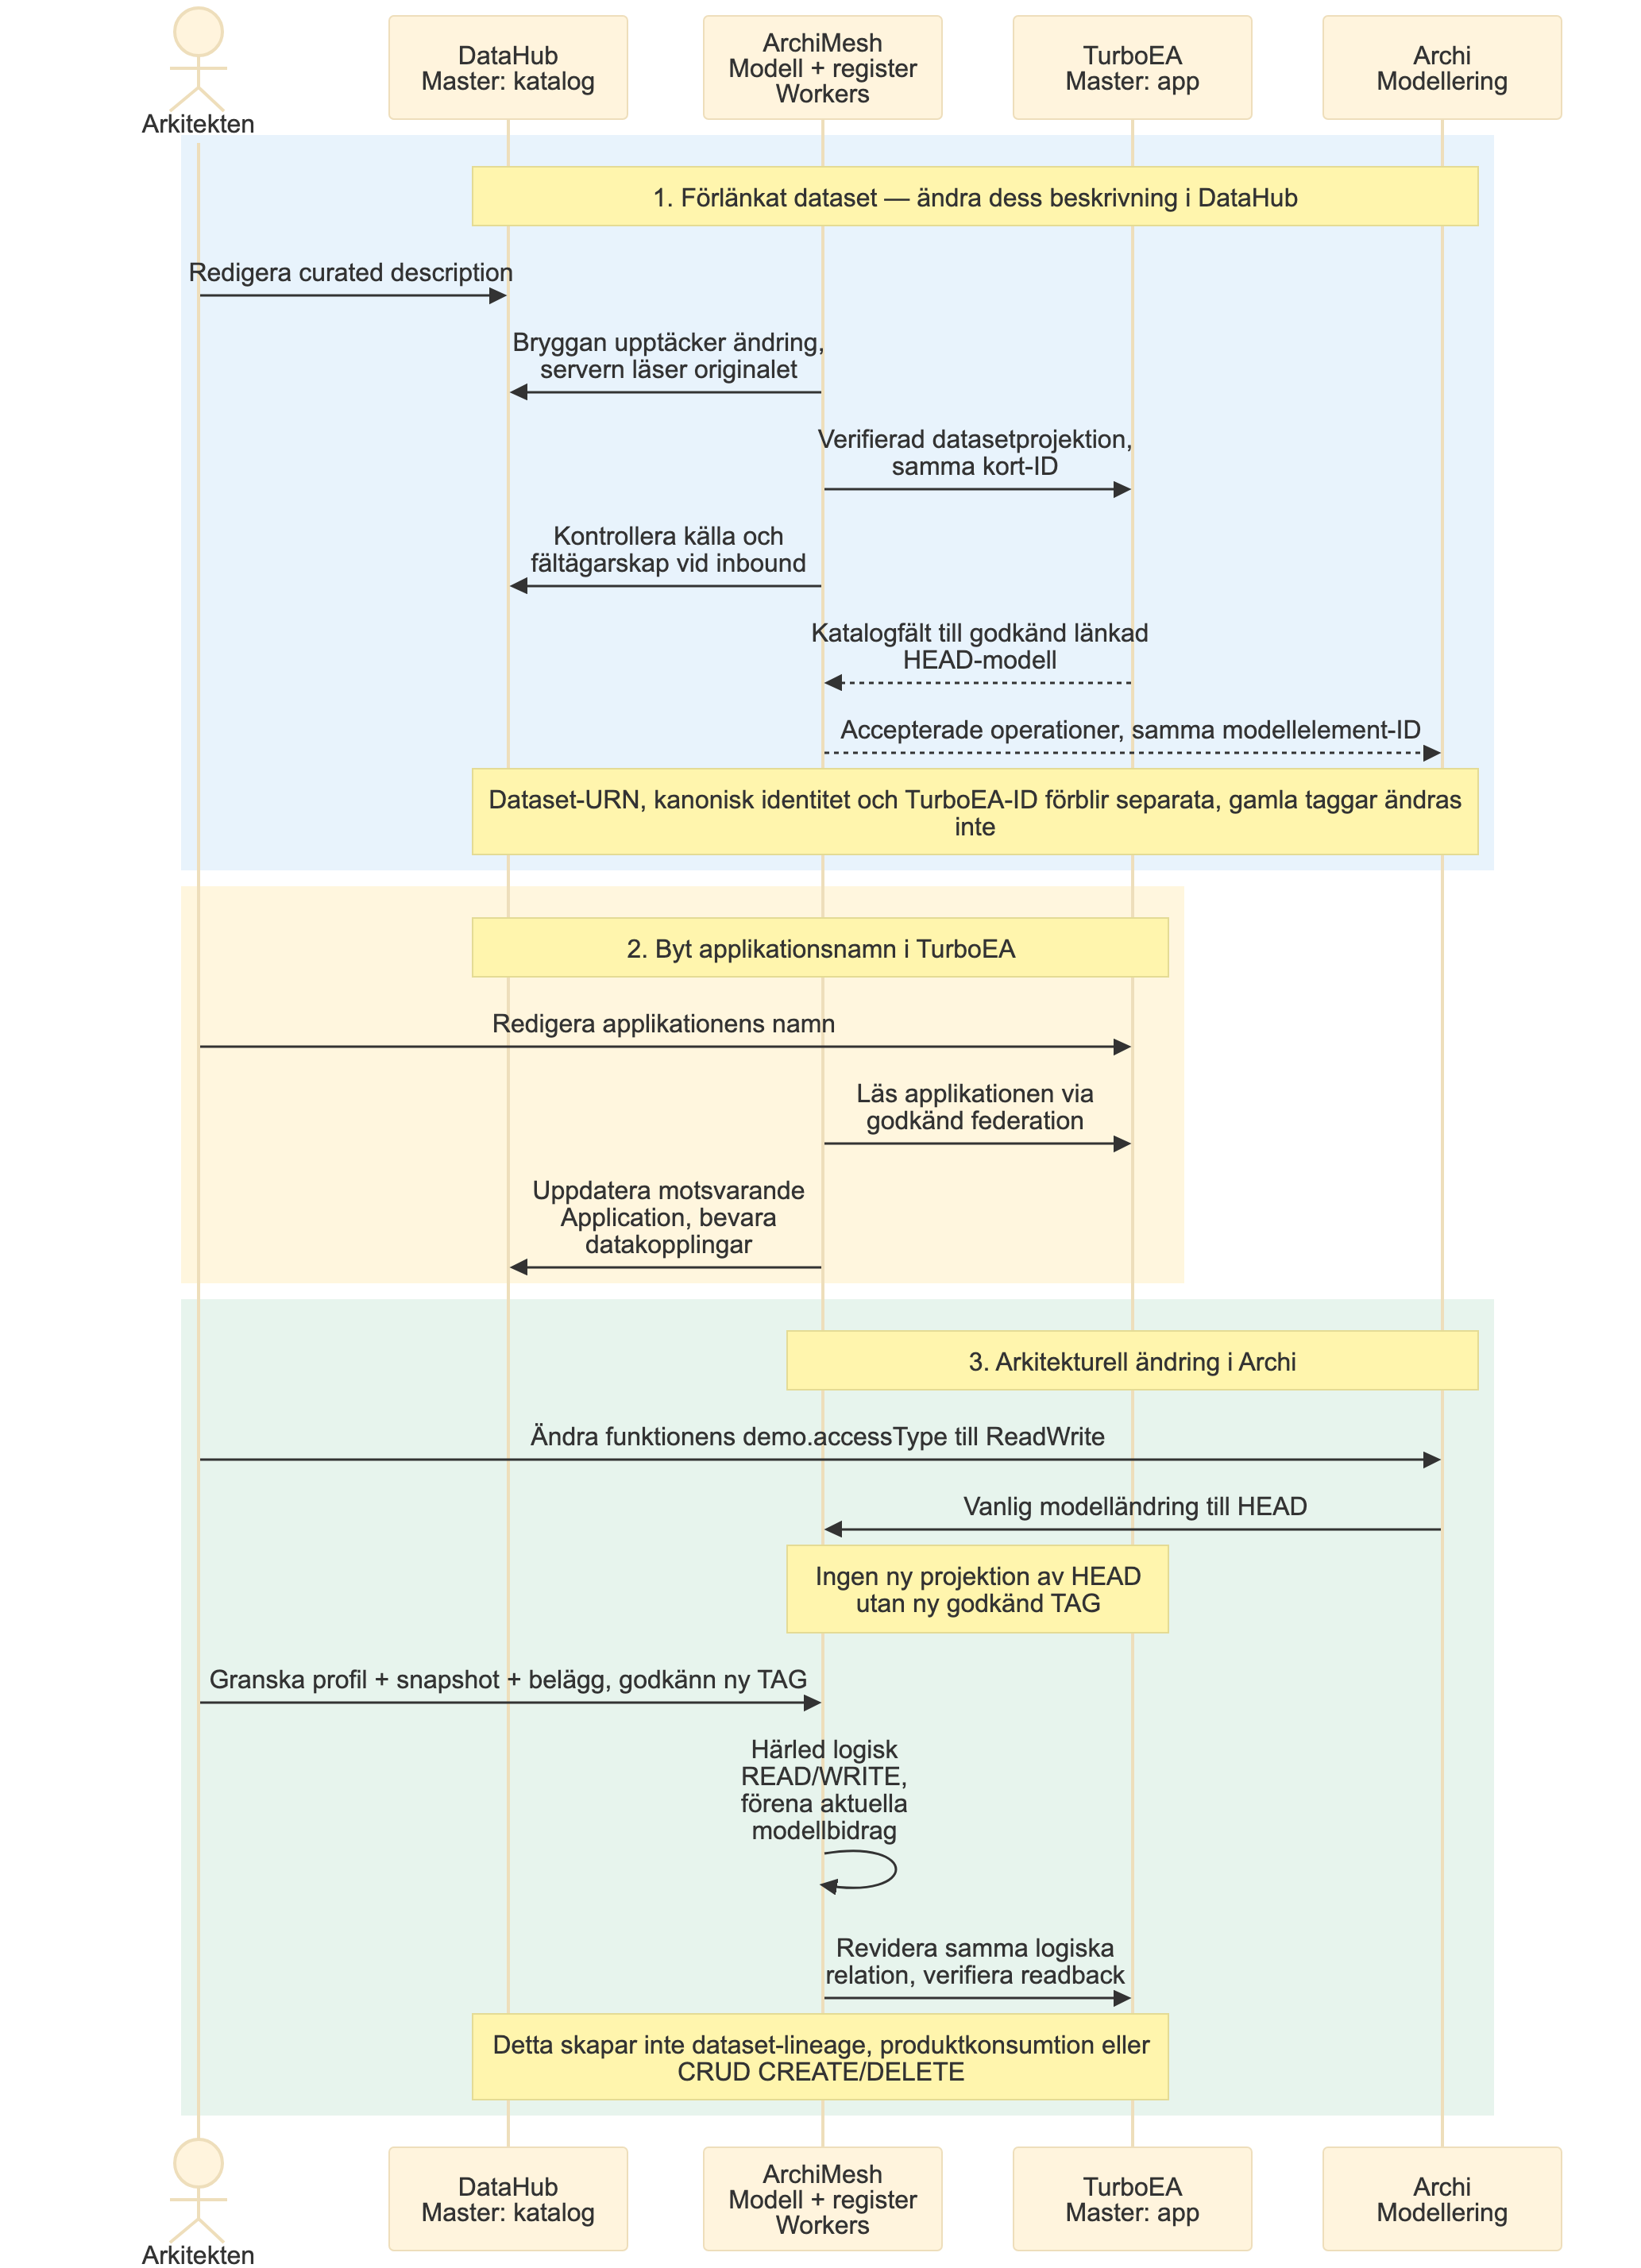 Arkitekten
DataHub
Master: katalog
ArchiMesh
Modell + register
Workers
TurboEA
Master: app
Archi
Modellering
1. Förlänkat dataset — ändra dess beskrivning i DataHub
Redigera curated description
Bryggan upptäcker ändring,
servern läser originalet
Verifierad datasetprojektion,
samma kort-ID
Kontrollera källa och
fältägarskap vid inbound
Katalogfält till godkänd länkad
HEAD-modell
Accepterade operationer, samma modellelement-ID
Dataset-URN, kanonisk identitet och TurboEA-ID förblir separata, gamla taggar ändras
inte
2. Byt applikationsnamn i TurboEA
Redigera applikationens namn
Läs applikationen via
godkänd federation
Uppdatera motsvarande
Application, bevara
datakopplingar
3. Arkitekturell ändring i Archi
Ändra funktionens demo.accessType till ReadWrite
Vanlig modelländring till HEAD
Ingen ny projektion av HEAD
utan ny godkänd TAG
Granska profil + snapshot + belägg, godkänn ny TAG
Härled logisk
READ/WRITE,
förena aktuella
modellbidrag
Revidera samma logiska
relation, verifiera readback
Detta skapar inte dataset-lineage, produktkonsumtion eller
CRUD CREATE/DELETE
Arkitekten
DataHub
Master: katalog
ArchiMesh
Modell + register
Workers
TurboEA
Master: app
Archi
Modellering